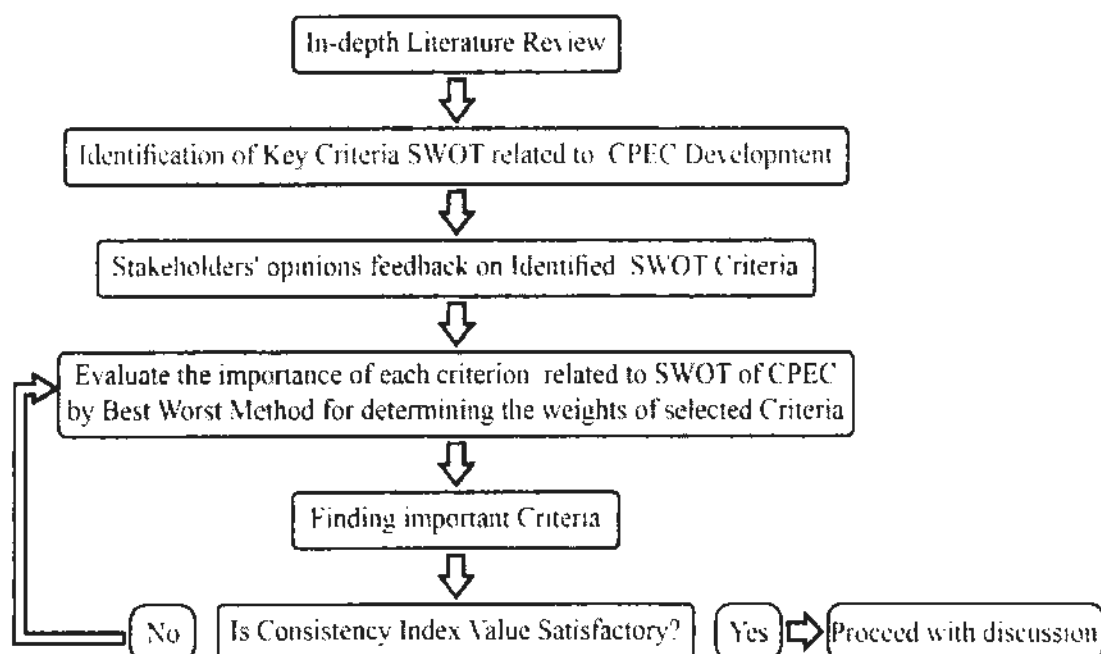 In-depth Literature Review
Identification of Key Criteria SWOT related to CPEC Development
Stakeholders' opinions feedback on Identified SWOT Criteria
Evaluate the importance of each criterion related to SWOT of CPEC
by Best Worst Method for determining the weights of selected Criteria
Finding important Criteria
No
Is Consistency Index Value Satisfactory?
Yes
Proceed with discussion